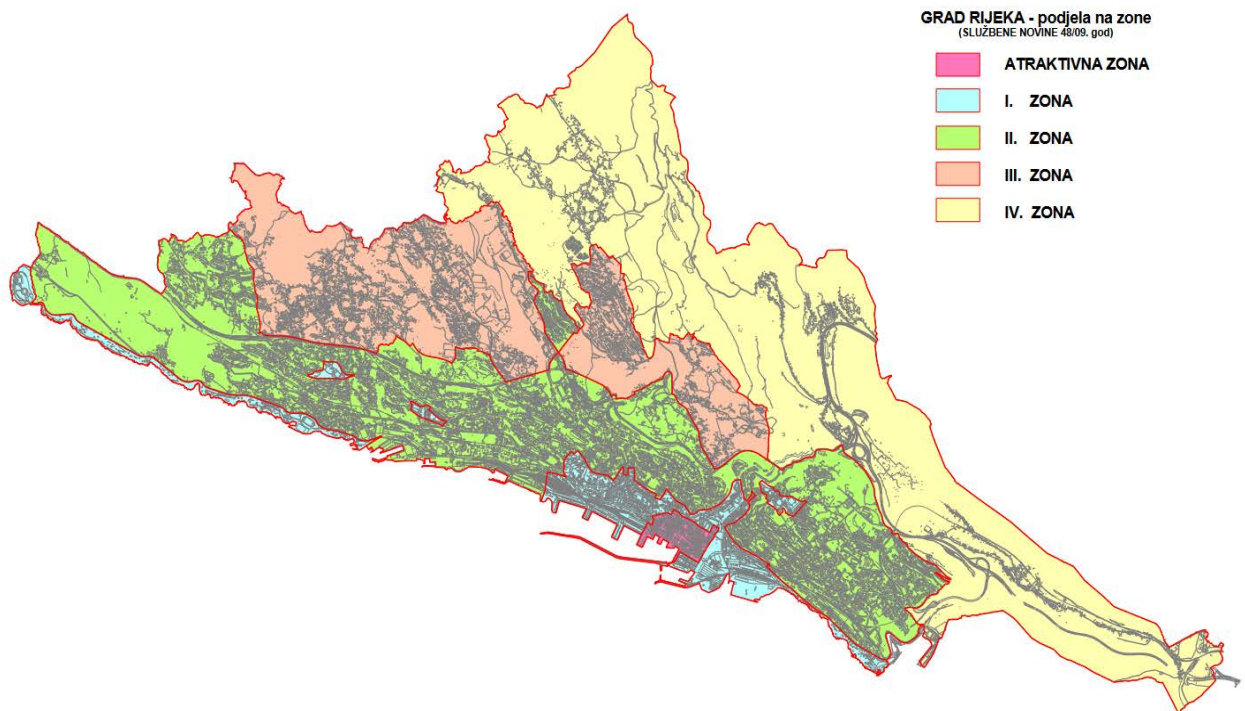 GRAD RIJEKA - podjela na zone
(SLUŽBENE NOVINE 48/09. god)
ATRAKTIVNA ZONA
I. ZONA
II. ZONA
III. ZONA
IV. ZONA